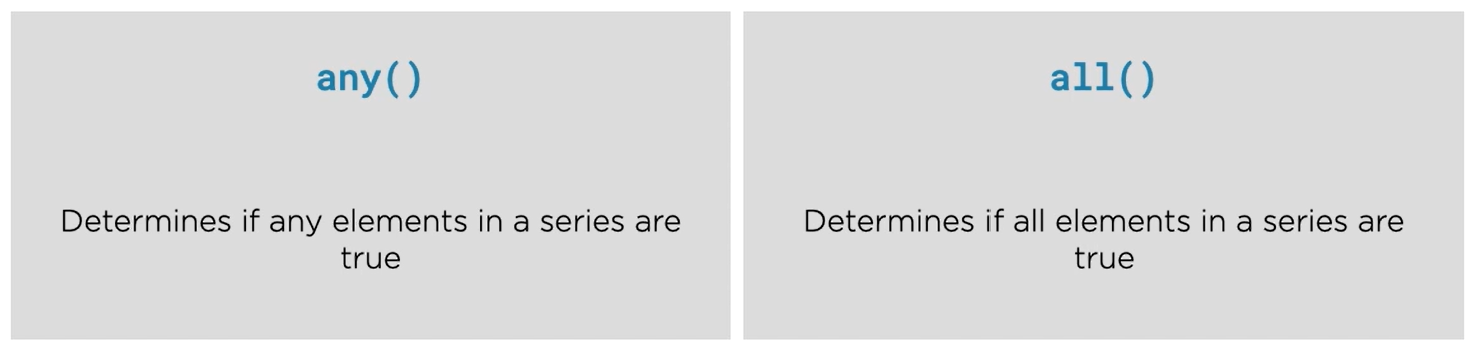 any()
Determines if any elements in a series are
true
all()
Determines if all elements in a series are
true